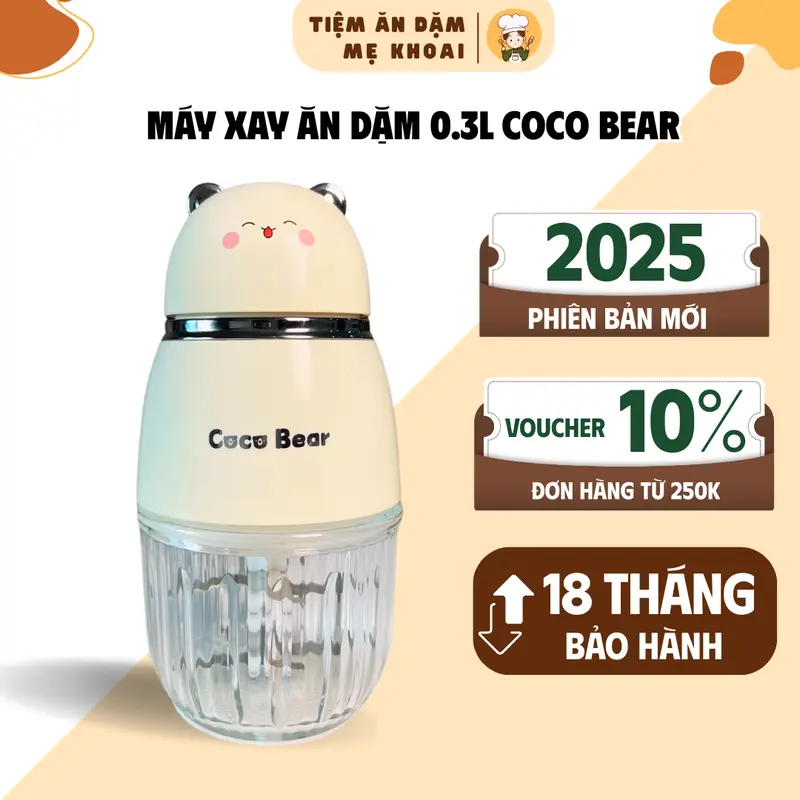 TIỆM ĂN DẶM
MẸ KHOAI
MÁY XAY ĂN DẶM 0.3L COCO BEAR
2025
PHIÊN BẢN MỚI
VOUCHER 10%
ĐƠN HÀNG TỪ 250K
Coco Bear
18 THÁNG
BẢO HÀNH